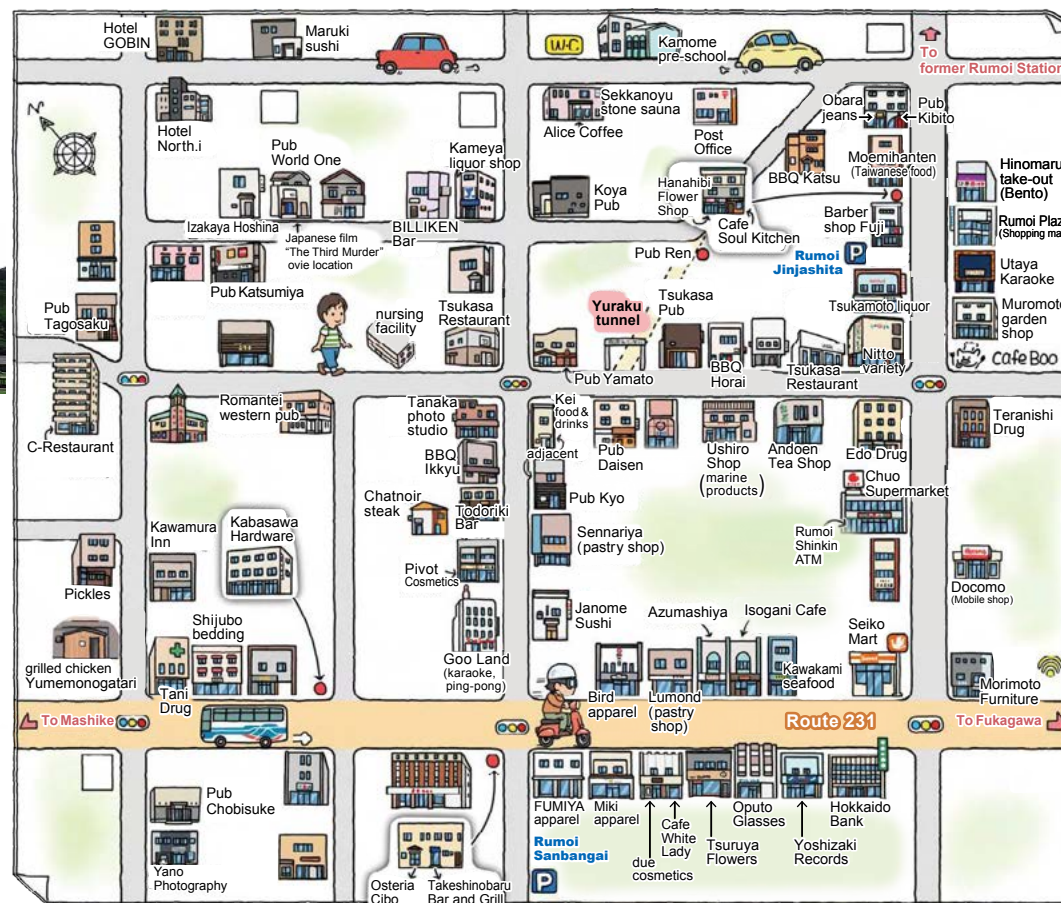 Hotel
GOBIN
Maruki
sushi
W·C
Kamome
pre-school
To
former Rumoi Station
N
Hotel
North.i
Pub
World One
Kameya
liquor shop
Sekkanoyu
stone sauna
Alice Coffee
Post
Office
Obara
jeans
Pub
Kibito
BBQ Katsu
Moemihanten
(Taiwanese food)
Hinomaru
take-out
(Bento)
Izakaya Hoshina
Japanese film
"The Third Murder"
ovie location
BILLIKEN
Bar
Koya
Pub
Hanahibi
Flower
Shop
Cafe
Soul Kitchen
Barber
shop Fuji
Rumoi Plaz
(Shopping ma
Pub Ren
Rumoi
Jinjashita
P
Utaya
Karaoke
Pub Katsumiya
Tsukasa
Restaurant
nursing
facility
Yuraku
tunnel
Tsukasa
Pub
Tsukamoto liquor
Muromoto
garden
shop
Pub
Tagosaku
Pub Yamato
BBQ
Horai
Tsukasa
Restaurant
Nitto
variety
cafe Boo
C-Restaurant
Romantei
western pub
Tanaka
photo
studio
Kei
food &
drinks
adjacent
Pub
Daisen
Ushiro
Shop
(marine
products)
Andoen
Tea Shop
Edo Drug
Teranishi
Drug
BBQ
Ikkyu
Chatnoir
steak
Todoriki
Bar
Pub Kyo
Chuo
Supermarket
Rumoi
Shinkin
ATM
Kawamura
Inn
Kabasawa
Hardware
Pivot
Cosmetics
Sennariya
(pastry shop)
Pickles
Docomo
(Mobile shop)
Shijubo
bedding
Janome
Sushi
Azumashiya
Isogani Cafe
Seiko
Mart
grilled chicken
Yumemonogatari
Tani
Drug
Goo Land
(karaoke,
ping-pong)
Bird
apparel
Lumond
(pastry
shop)
Kawakami
seafood
Morimoto
Furniture
To Mashike
Route 231
To Fukagawa
Pub
Chobisuke
FUMIYA
apparel
Miki
apparel
due
cosmetics
Cafe
White
Lady
Tsuruya
Flowers
Oputo
Glasses
Yoshizaki
Records
Hokkaido
Bank
Yano
Photography
Osteria
Cibo
Takeshinobaru
Bar and Grill
Rumoi
Sanbangai
P